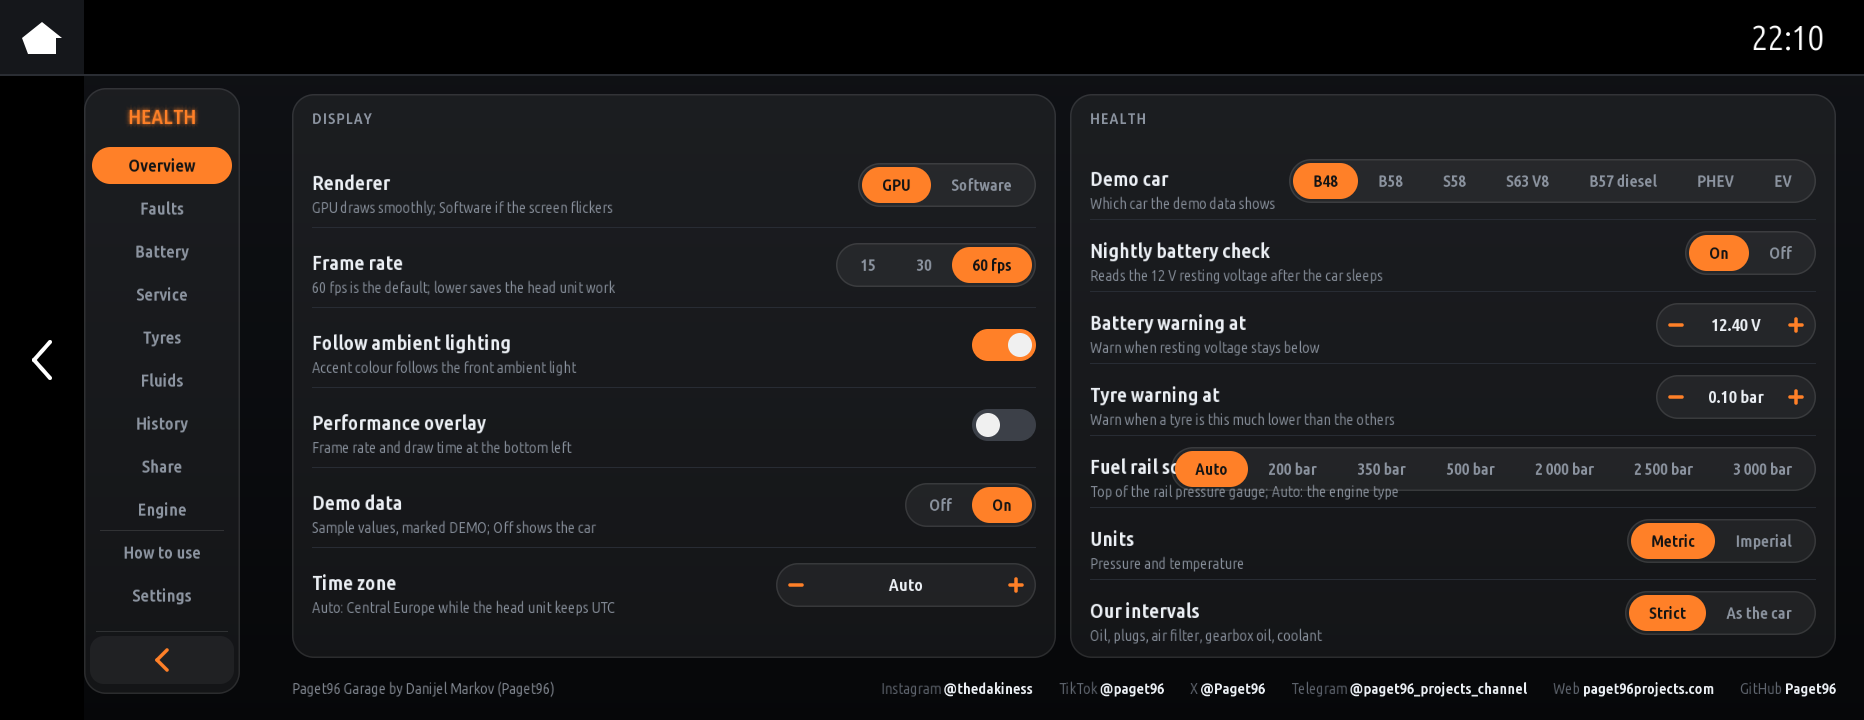 22:10
HEALTH
Overview
Faults
Battery
Service
Tyres
Fluids
History
Share
Engine
How to use
Settings
DISPLAY
Renderer
GPU draws smoothly; Software if the screen flickers
GPU Software
Frame rate
60 fps is the default; lower saves the head unit work
15 30 60 fps
Follow ambient lighting
Accent colour follows the front ambient light
Performance overlay
Frame rate and draw time at the bottom left
Demo data
Sample values, marked DEMO; Off shows the car
Off On
Time zone
Auto: Central Europe while the head unit keeps UTC
Auto
HEALTH
Demo car
Which car the demo data shows
B48 B58 S58 S63 V8 B57 diesel PHEV EV
Nightly battery check
Reads the 12 V resting voltage after the car sleeps
On Off
Battery warning at
Warn when resting voltage stays below
12.40 V
Tyre warning at
Warn when a tyre is this much lower than the others
0.10 bar
Fuel rail
Top of the rail pressure gauge; Auto: the engine type
Auto 200 bar 350 bar 500 bar 2 000 bar 2 500 bar 3 000 bar
Units
Pressure and temperature
Metric Imperial
Our intervals
Oil, plugs, air filter, gearbox oil, coolant
Strict As the car
Paget96 Garage by Danijel Markov (Paget96)
Instagram @thedakiness TikTok @paget96 X @Paget96 Telegram @paget96_projects_channel Web paget96projects.com GitHub Paget96